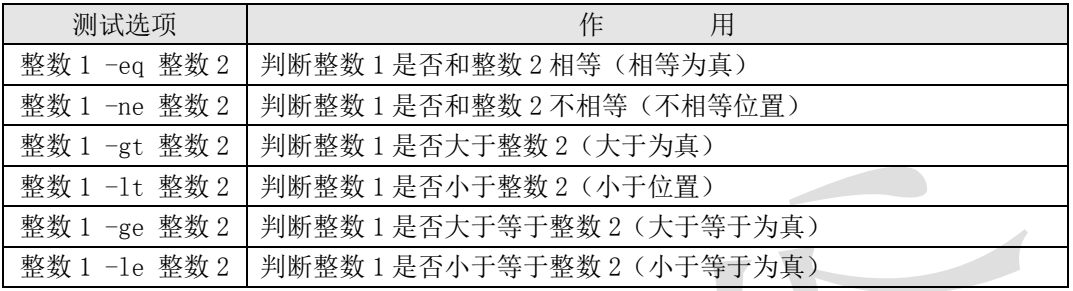 测试选项 作 用
整数 1 -eq 整数 2 判断整数 1 是否和整数 2 相等（相等为真）
整数 1 -ne 整数 2 判断整数 1 是否和整数 2 不相等（不相等位置）
整数 1 -gt 整数 2 判断整数 1 是否大于整数 2（大于为真）
整数 1 -lt 整数 2 判断整数 1 是否小于整数 2（小于位置）
整数 1 -ge 整数 2 判断整数 1 是否大于等于整数 2（大于等于为真）
整数 1 -le 整数 2 判断整数 1 是否小于等于整数 2（小于等于为真）